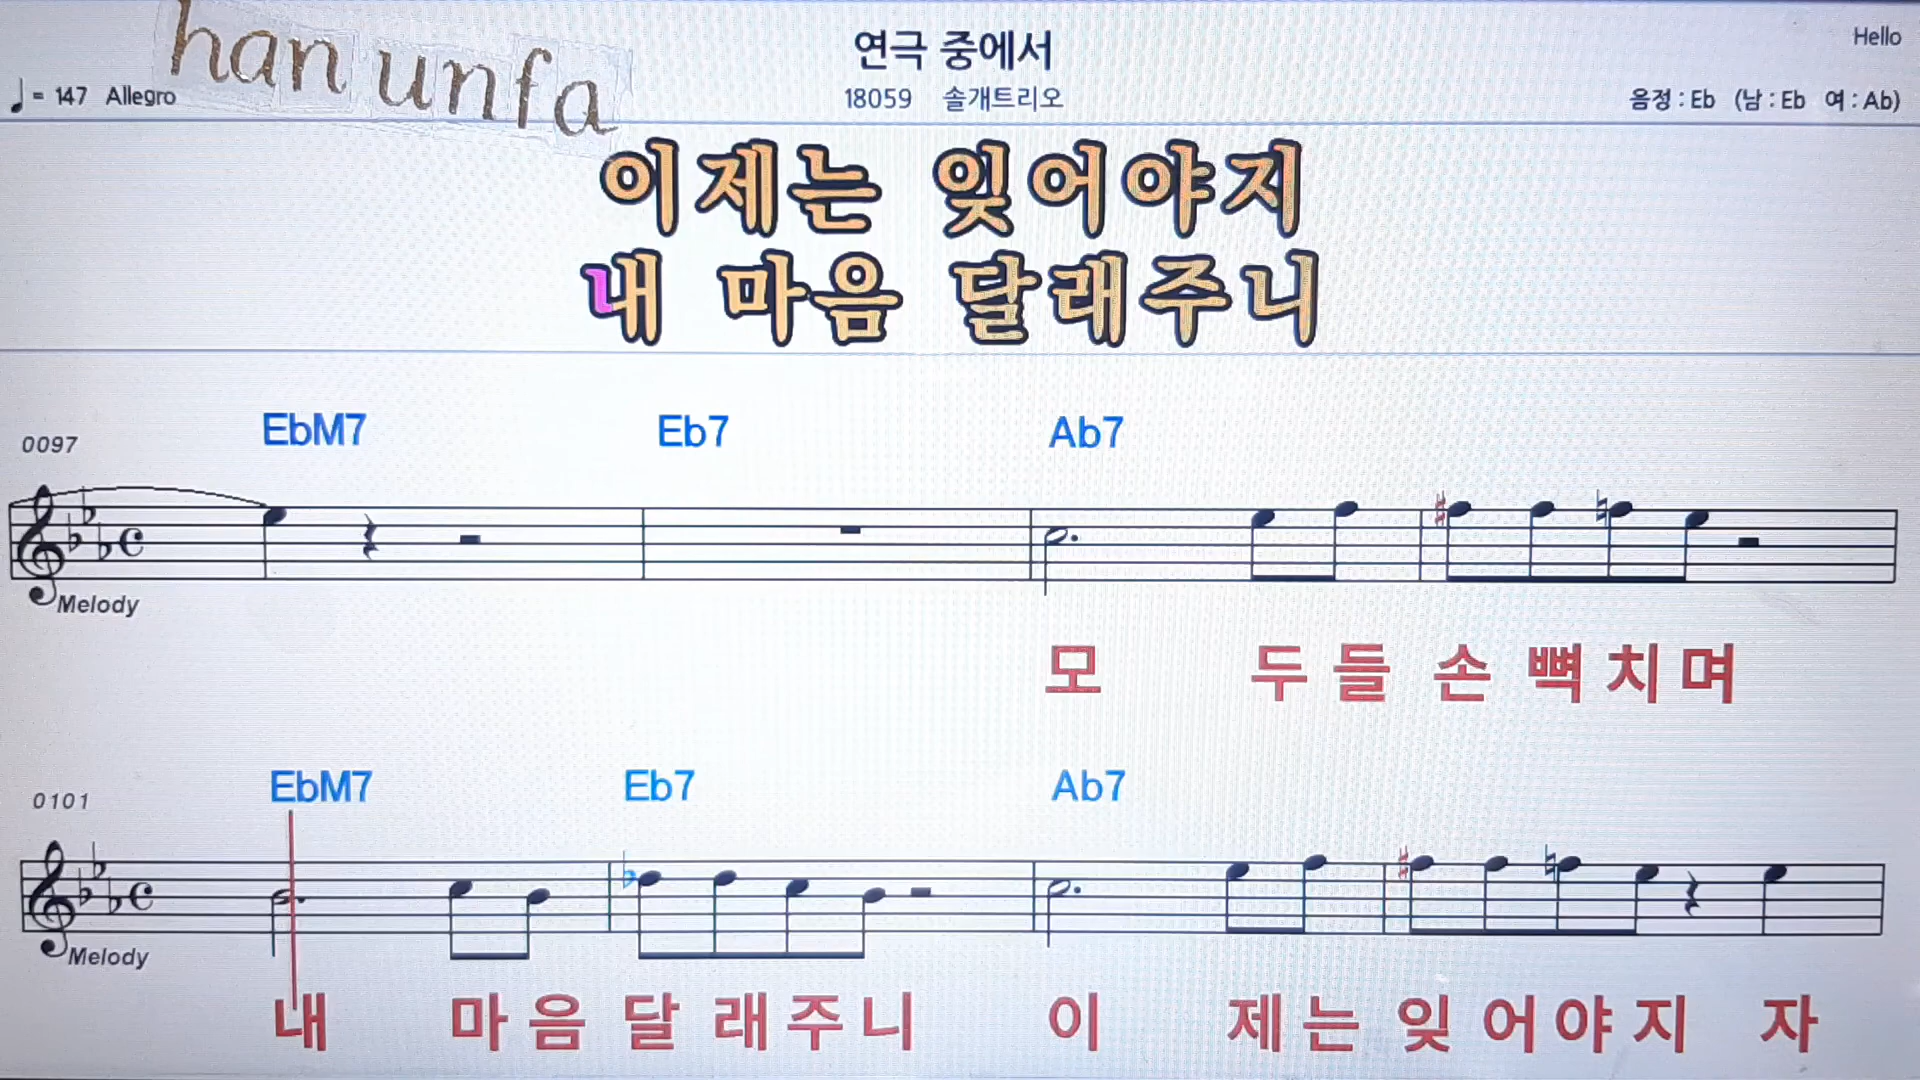 han unfa
연극 중에서
Hello
♩= 147 Allegro
18059 솔개트리오
음정 : Eb (남 : Eb 여 : Ab)
이제는 잊어야지
내 마음 달래주니
0097 EbM7 Eb7 Ab7
Melody
모 두 들 손 뻑 치 며
0101 EbM7 Eb7 Ab7
Melody
내 마 음 달 래 주 니 이 제 는 잊 어 야 지 자